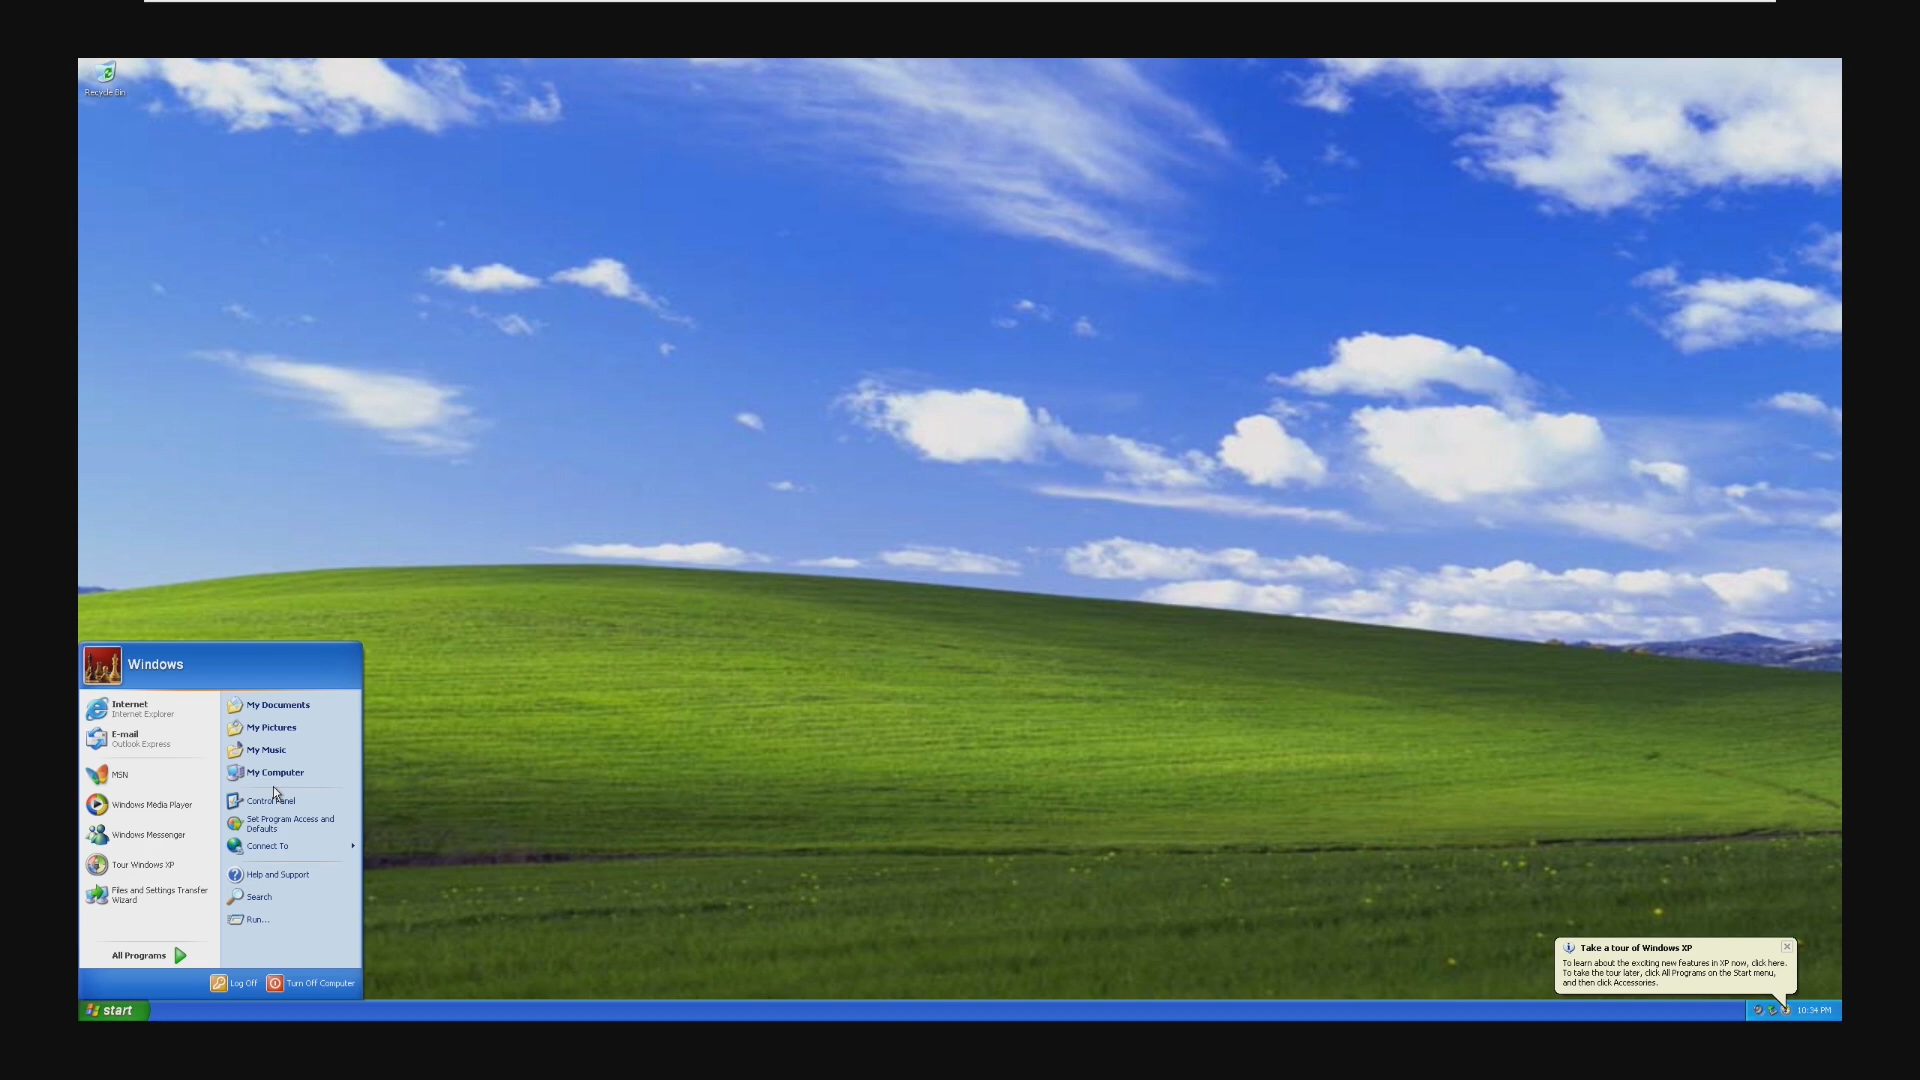 Recycle Bin
Windows
Internet
Internet Explorer
E-mail
Outlook Express
MSN
Windows Media Player
Windows Messenger
Tour Windows XP
Files and Settings Transfer
Wizard
All Programs
My Documents
My Pictures
My Music
My Computer
Control Panel
Set Program Access and
Defaults
Connect To
Help and Support
Search
Run...
Log Off
Turn Off Computer
Take a tour of Windows XP
To learn about the exciting new features in XP now, click here.
To take the tour later, click All Programs on the Start menu,
and then click Accessories.
start
10:34 PM